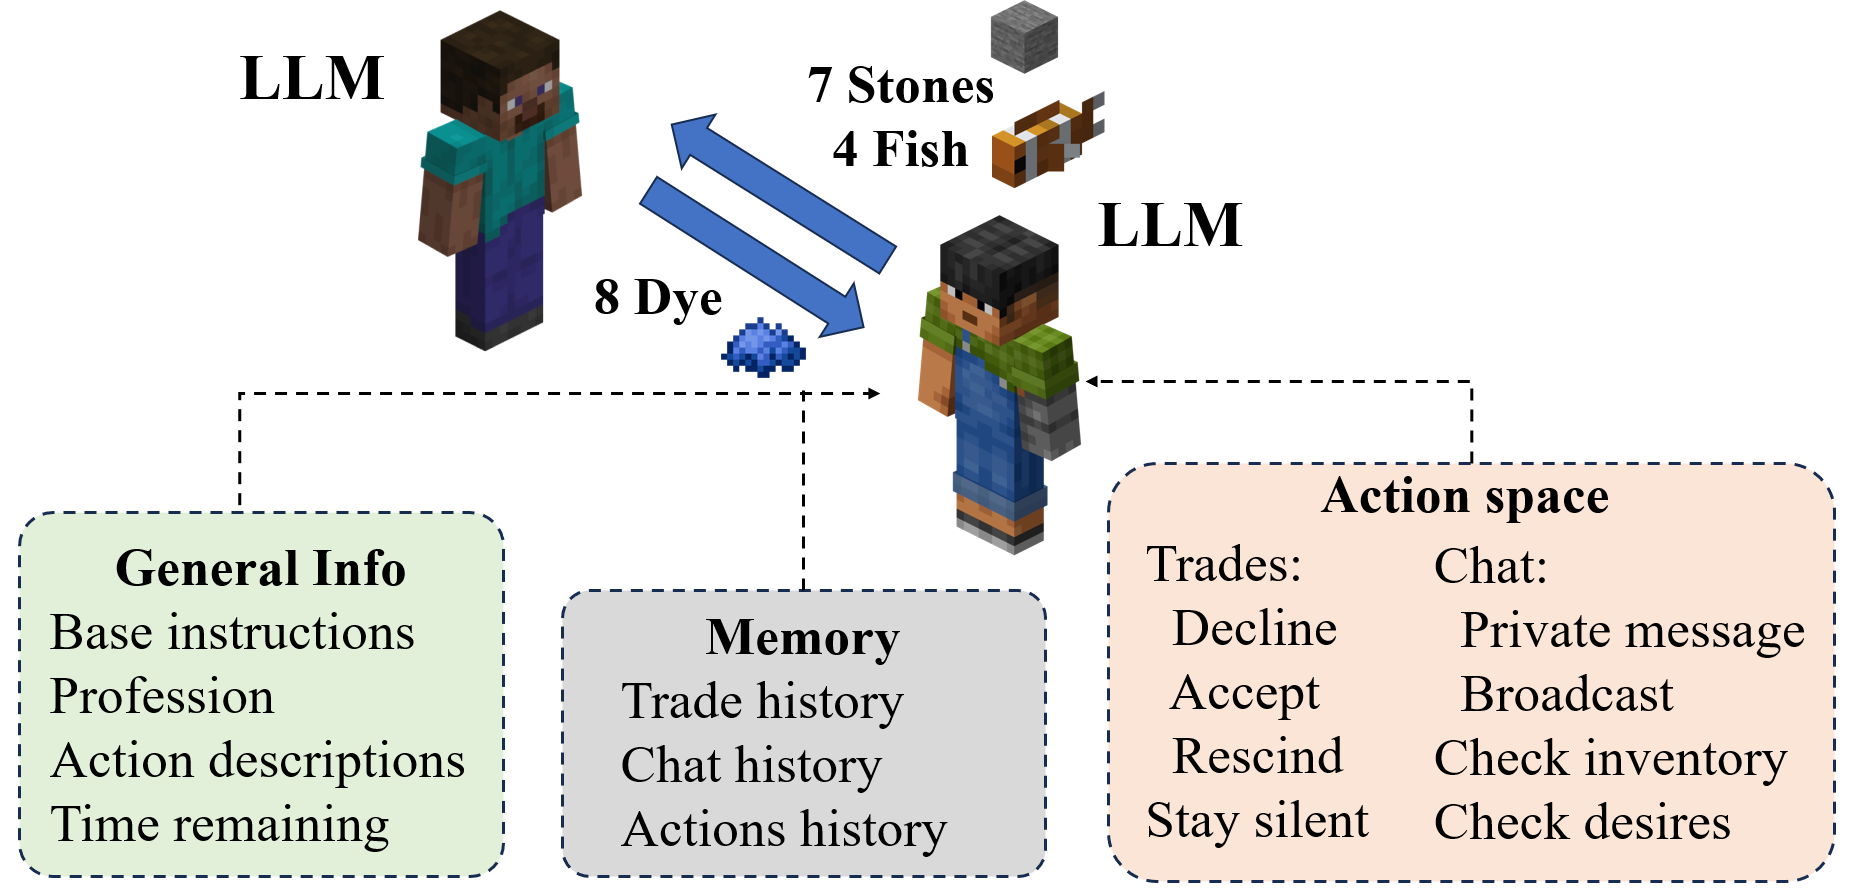 LLM
7 Stones
4 Fish
LLM
8 Dye
General Info
Base instructions
Profession
Action descriptions
Time remaining
Memory
Trade history
Chat history
Actions history
Action space
Trades:
Decline
Accept
Rescind
Stay silent
Chat:
Private message
Broadcast
Check inventory
Check desires